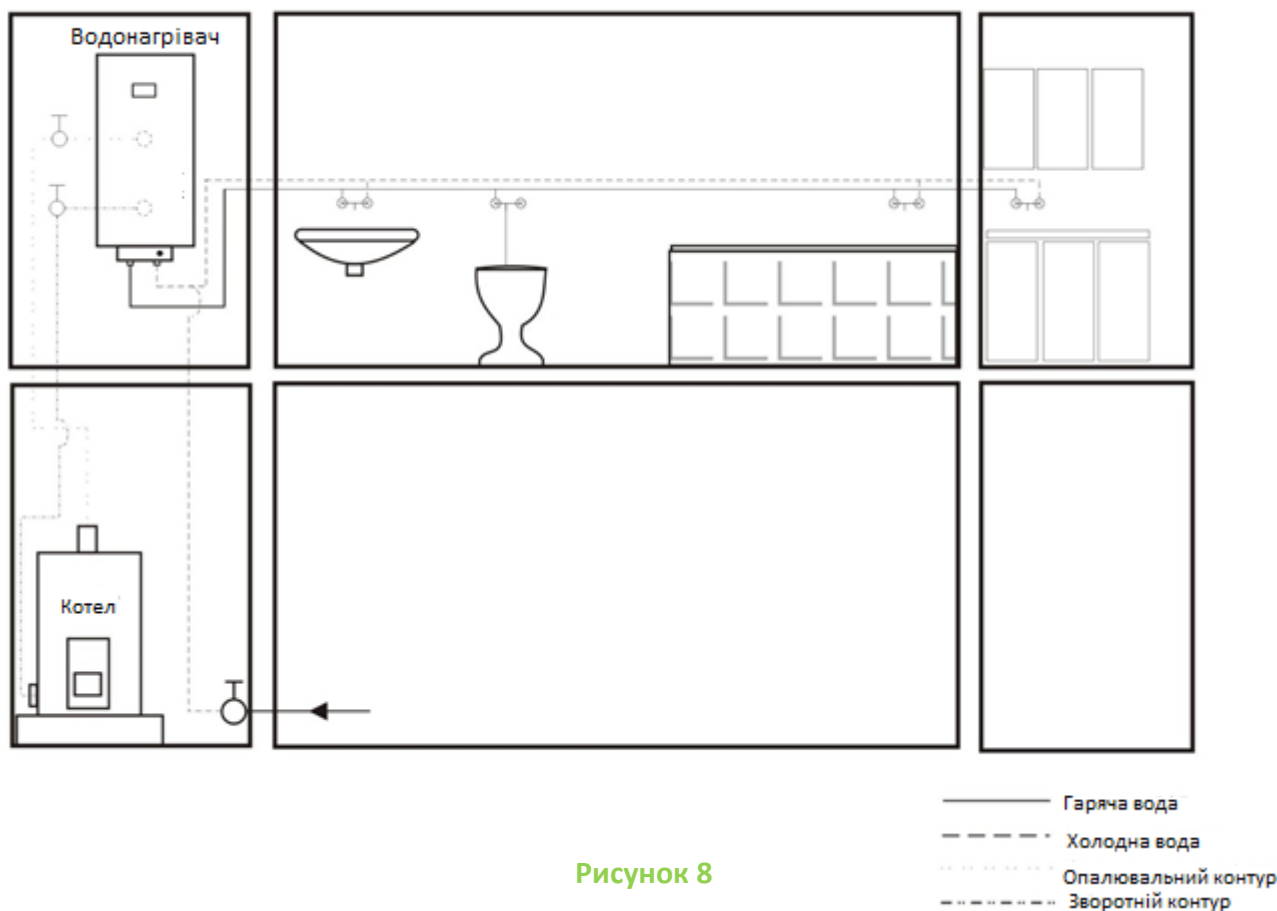 Водонагрівач
Котел
Гаряча вода
Холодна вода
Опалювальний контур
Зворотній контур
Рисунок 8